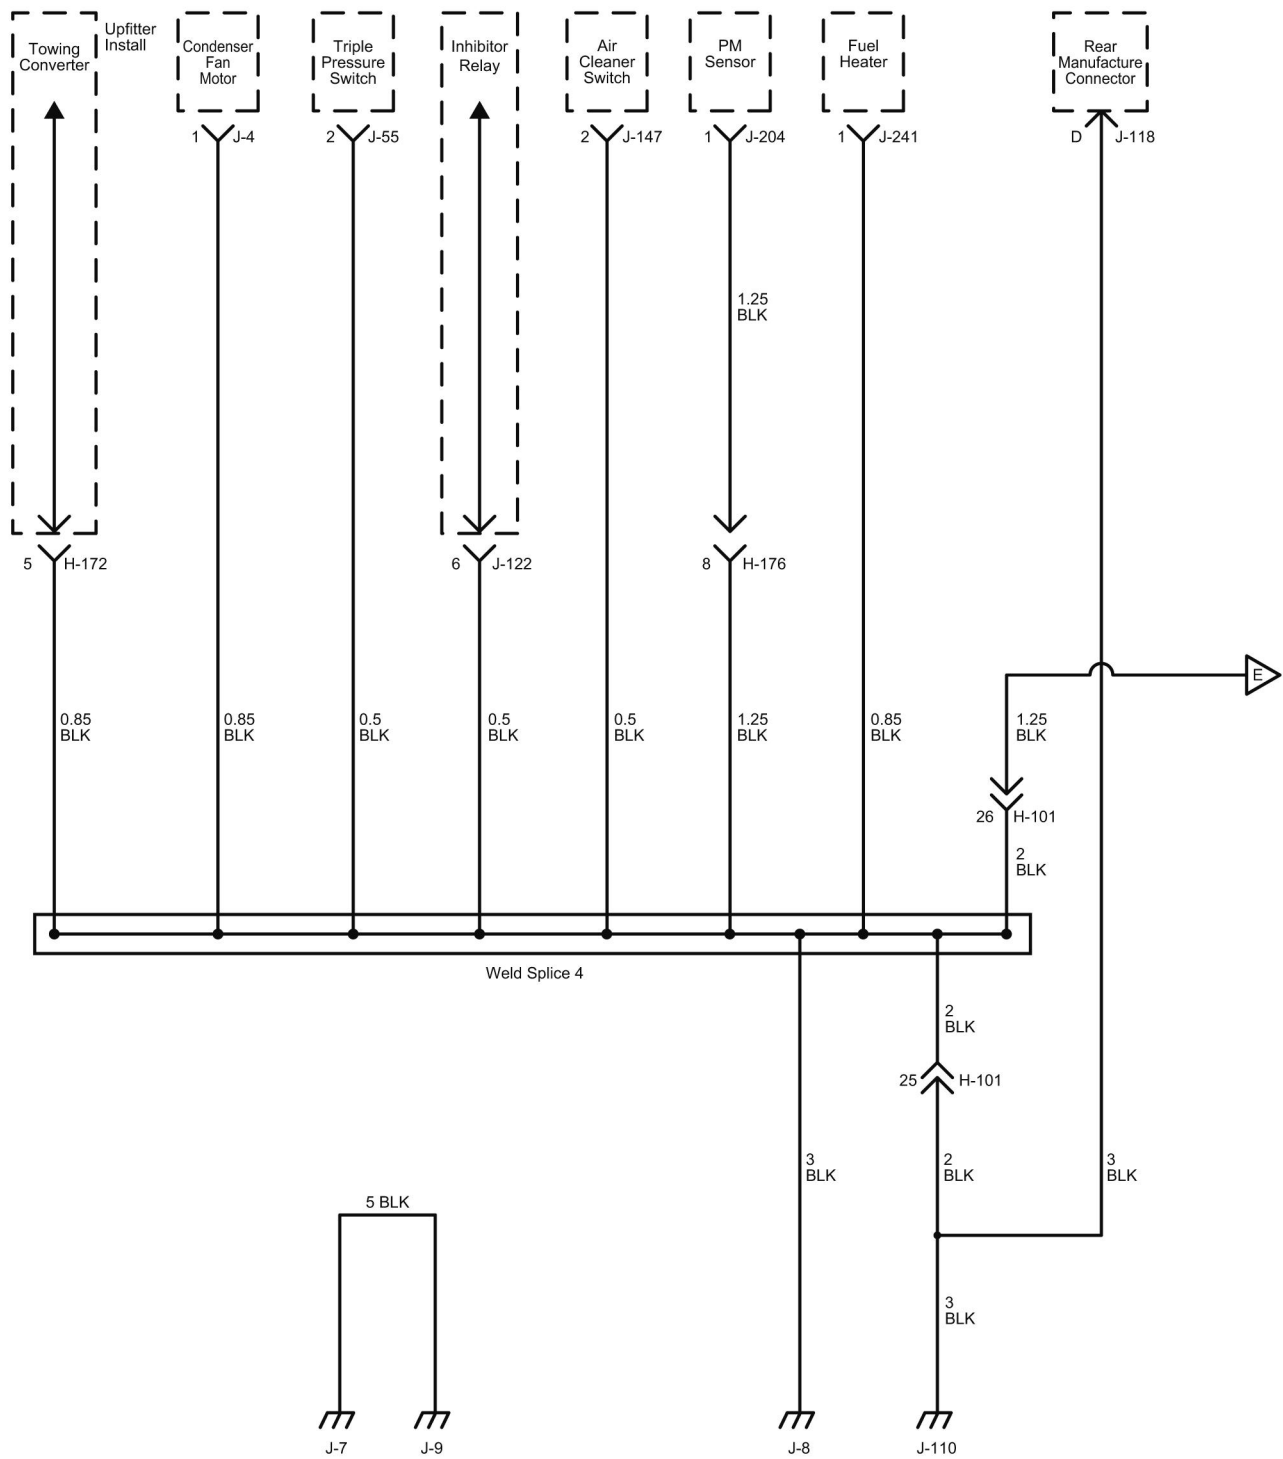 Towing
Converter
Upfitter
Install
Condenser
Fan
Motor
Triple
Pressure
Switch
Inhibitor
Relay
Air
Cleaner
Switch
PM
Sensor
Fuel
Heater
Rear
Manufacture
Connector
1 J-4
2 J-55
2 J-147
1 J-204
1 J-241
D J-118
1.25
BLK
5 H-172
6 J-122
8 H-176
E
0.85
BLK
0.85
BLK
0.5
BLK
0.5
BLK
0.5
BLK
1.25
BLK
0.85
BLK
1.25
BLK
26 H-101
2
BLK
Weld Splice 4
2
BLK
25 H-101
3
BLK
2
BLK
3
BLK
5 BLK
3
BLK
J-7
J-9
J-8
J-110